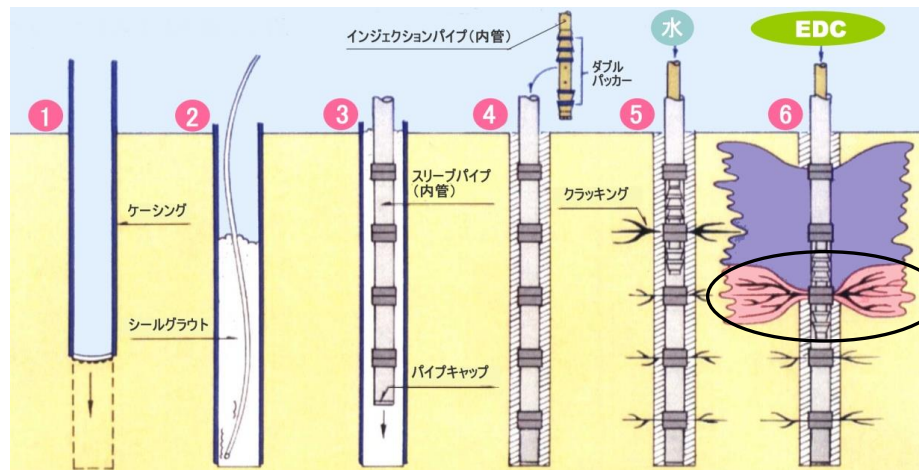 インジェクションパイプ(内管)
ダブル
パッカー
水
EDC
1
2
3
4
5
6
ケーシング
スリーブパイプ
(内管)
クラッキング
シールグラウト
パイプキャップ